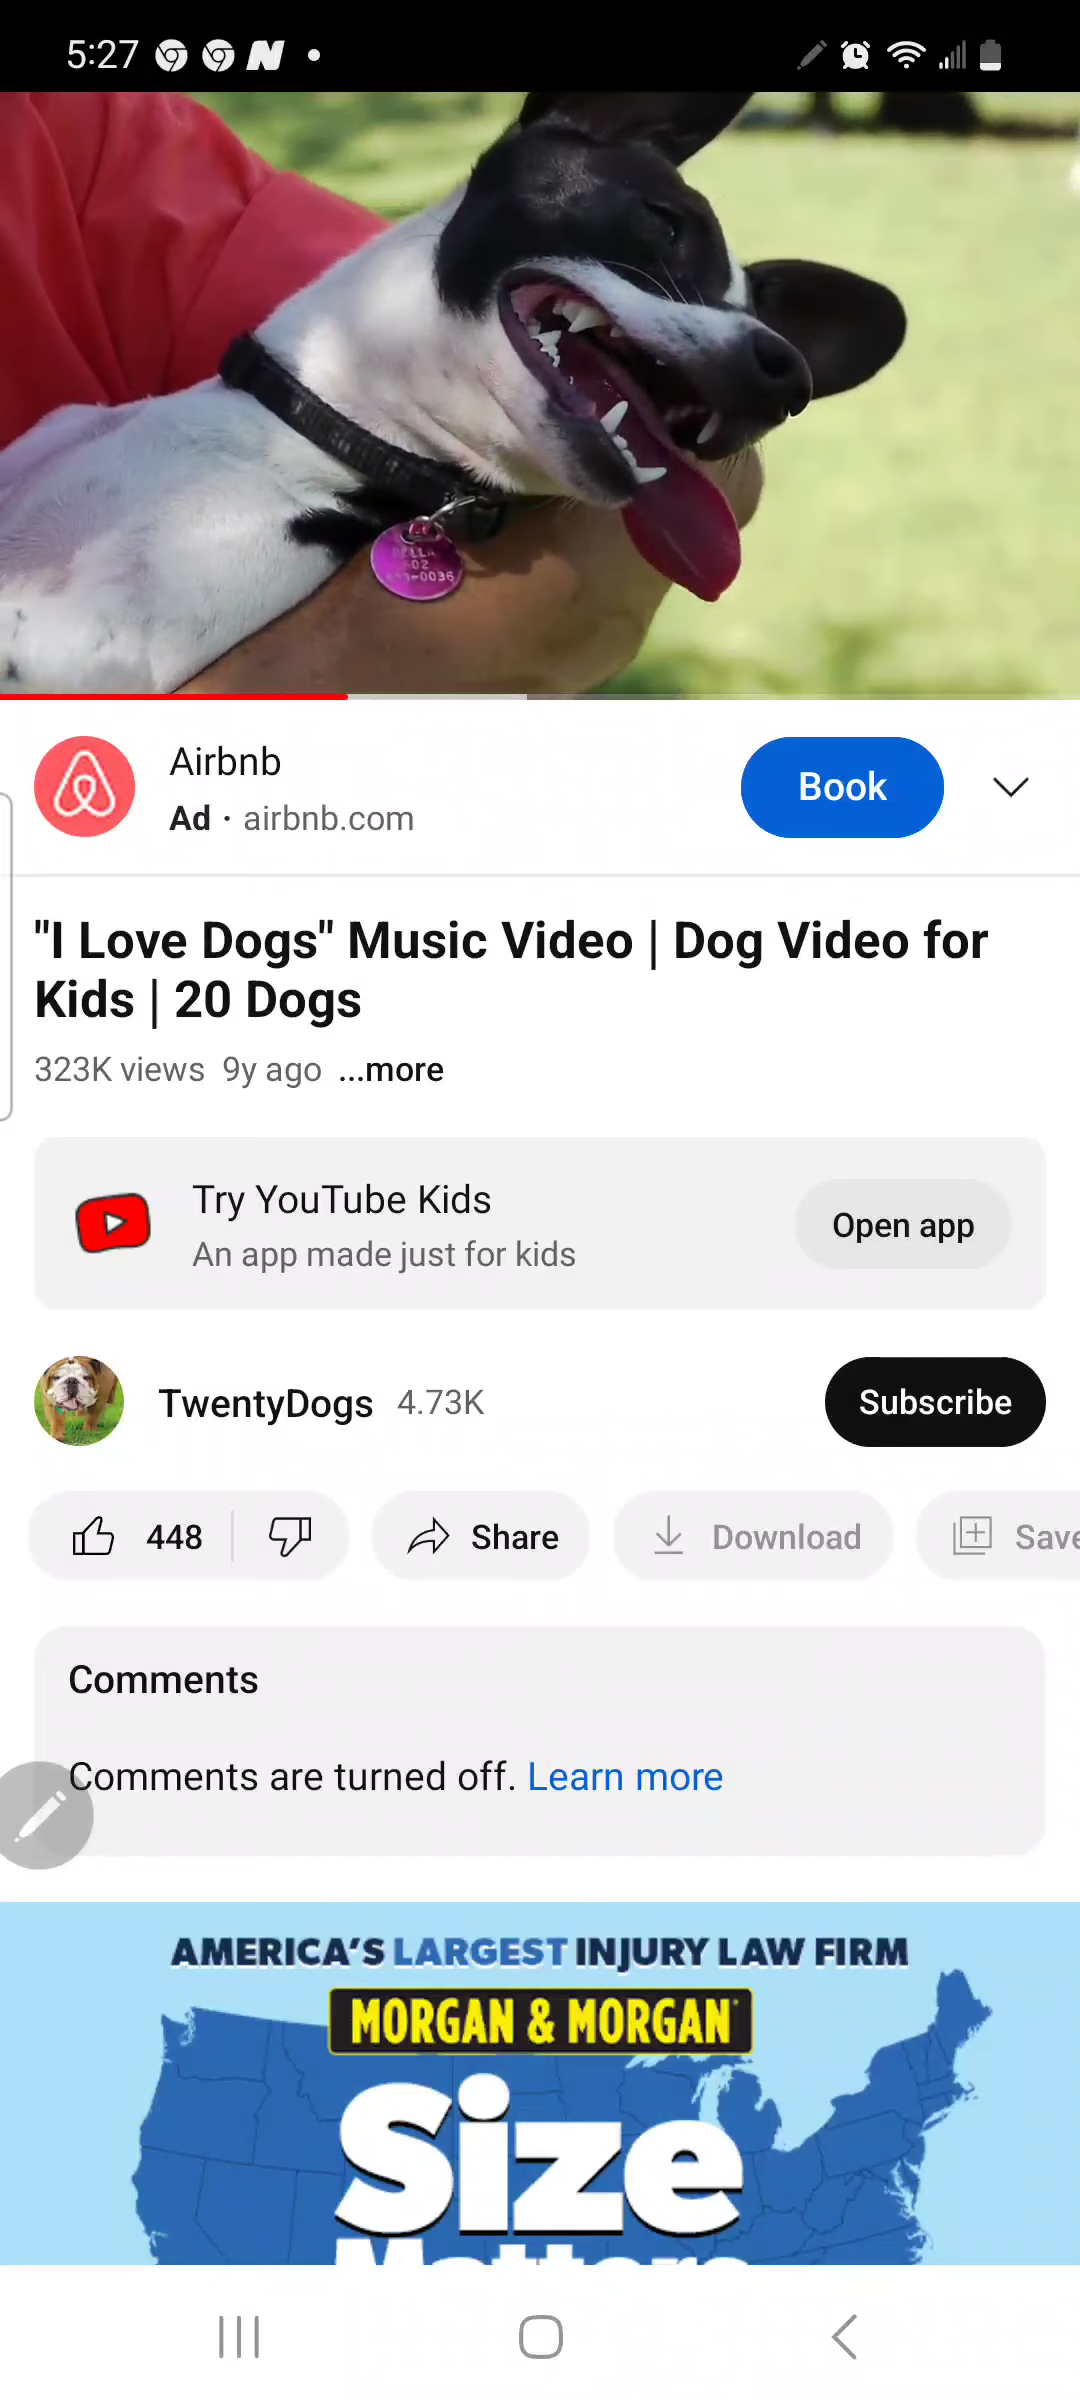 5:27
Airbnb
Ad · airbnb.com
Book
"I Love Dogs" Music Video | Dog Video for
Kids | 20 Dogs
323K views 9y ago ...more
Try YouTube Kids
An app made just for kids
Open app
TwentyDogs 4.73K
Subscribe
448
Share
Download
Save
Comments
Comments are turned off. Learn more
AMERICA'S LARGEST INJURY LAW FIRM
MORGAN & MORGAN
Size
Matters